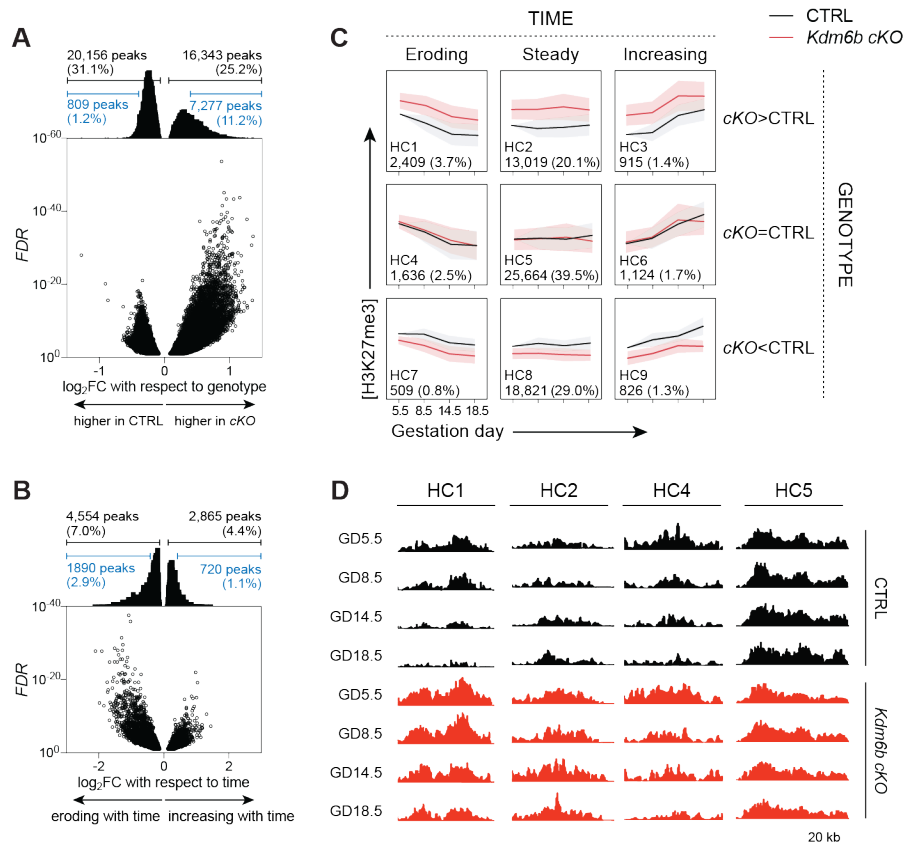 A
20,156 peaks
(31.1%)
16,343 peaks
(25.2%)
809 peaks
(1.2%)
7,277 peaks
(11.2%)
10-60
10-40
10-20
100
FDR
-1
0
1
log2FC with respect to genotype
higher in CTRL
higher in cKO
B
4,554 peaks
(7.0%)
2,865 peaks
(4.4%)
1890 peaks
(2.9%)
720 peaks
(1.1%)
10-40
10-20
100
FDR
-2
0
2
log2FC with respect to time
eroding with time
increasing with time
C
TIME
CTRL
Kdm6b cKO
Eroding
Steady
Increasing
HC1
2,409 (3.7%)
HC2
13,019 (20.1%)
HC3
915 (1.4%)
cKO>CTRL
HC4
1,636 (2.5%)
HC5
25,664 (39.5%)
HC6
1,124 (1.7%)
cKO=CTRL
HC7
509 (0.8%)
HC8
18,821 (29.0%)
HC9
826 (1.3%)
cKO<CTRL
GENOTYPE
[H3K27me3]
5.5 8.5 14.5 18.5
Gestation day
D
HC1
HC2
HC4
HC5
GD5.5
GD8.5
GD14.5
GD18.5
CTRL
GD5.5
GD8.5
GD14.5
GD18.5
Kdm6b cKO
20 kb